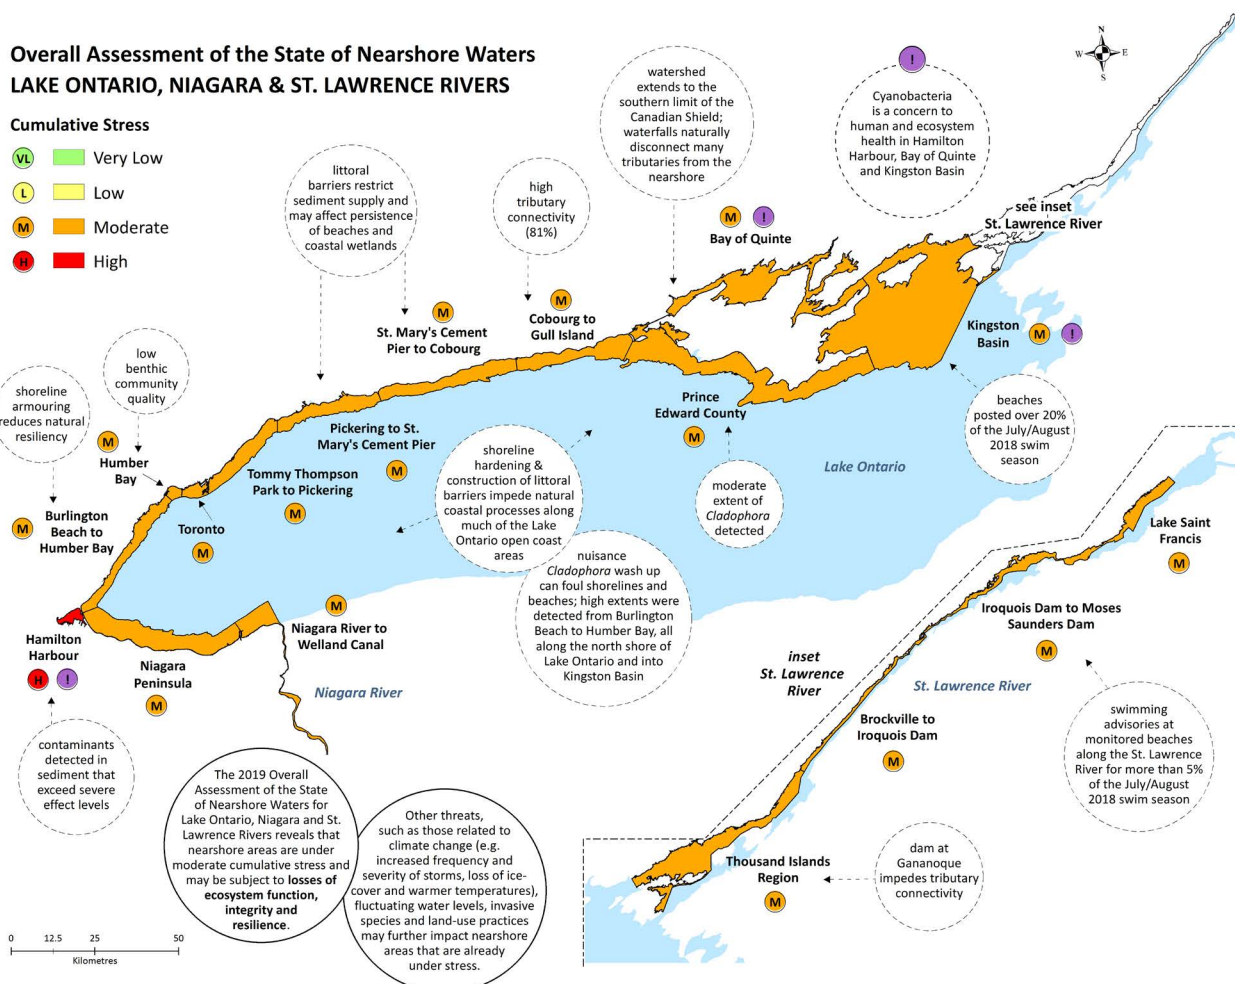 Overall Assessment of the State of Nearshore Waters
LAKE ONTARIO, NIAGARA & ST. LAWRENCE RIVERS
Cumulative Stress
VL Very Low
L Low
M Moderate
H High
N
W E
S
littoral
barriers restrict
sediment supply and
may affect persistence
of beaches and
coastal wetlands
high
tributary
connectivity
(81%)
watershed
extends to the
southern limit of the
Canadian Shield;
waterfalls naturally
disconnect many
tributaries from the
nearshore
!
Cyanobacteria
is a concern to
human and ecosystem
health in Hamilton
Harbour, Bay of Quinte
and Kingston Basin
see inset
St. Lawrence River
M !
Bay of Quinte
M
St. Mary's Cement
Pier to Cobourg
M
Cobourg to
Gull Island
Kingston
Basin
M !
low
benthic
community
quality
shoreline
armouring
reduces natural
resiliency
M
Humber
Bay
M
Burlington
Beach to
Humber Bay
Toronto
M
Tommy Thompson
Park to Pickering
M
Pickering to St.
Mary's Cement Pier
M
Prince
Edward County
M
beaches
posted over 20%
of the July/August
2018 swim
season
shoreline
hardening &
construction of littoral
barriers impede natural
coastal processes along
much of the Lake
Ontario open coast
areas
moderate
extent of
Cladophora
detected
Lake Ontario
nuisance
Cladophora wash up
can foul shorelines and
beaches; high extents were
detected from Burlington
Beach to Humber Bay, all
along the north shore of
Lake Ontario and into
Kingston Basin
Hamilton
Harbour
H !
Niagara
Peninsula
M
M
Niagara River to
Welland Canal
Niagara River
contaminants
detected in
sediment that
exceed severe
effect levels
The 2019 Overall
Assessment of the State
of Nearshore Waters for
Lake Ontario, Niagara and St.
Lawrence Rivers reveals that
nearshore areas are under
moderate cumulative stress and
may be subject to losses of
ecosystem function,
integrity and
resilience.
Other threats,
such as those related to
climate change (e.g.
increased frequency and
severity of storms, loss of ice-
cover and warmer temperatures),
fluctuating water levels, invasive
species and land-use practices
may further impact nearshore
areas that are already
under stress.
inset
St. Lawrence
River
St. Lawrence River
Lake Saint
Francis
M
Iroquois Dam to Moses
Saunders Dam
M
Brockville to
Iroquois Dam
M
Thousand Islands
Region
M
swimming
advisories at
monitored beaches
along the St. Lawrence
River for more than 5%
of the July/August
2018 swim season
dam at
Gananoque
impedes tributary
connectivity
0 12.5 25 50
Kilometres